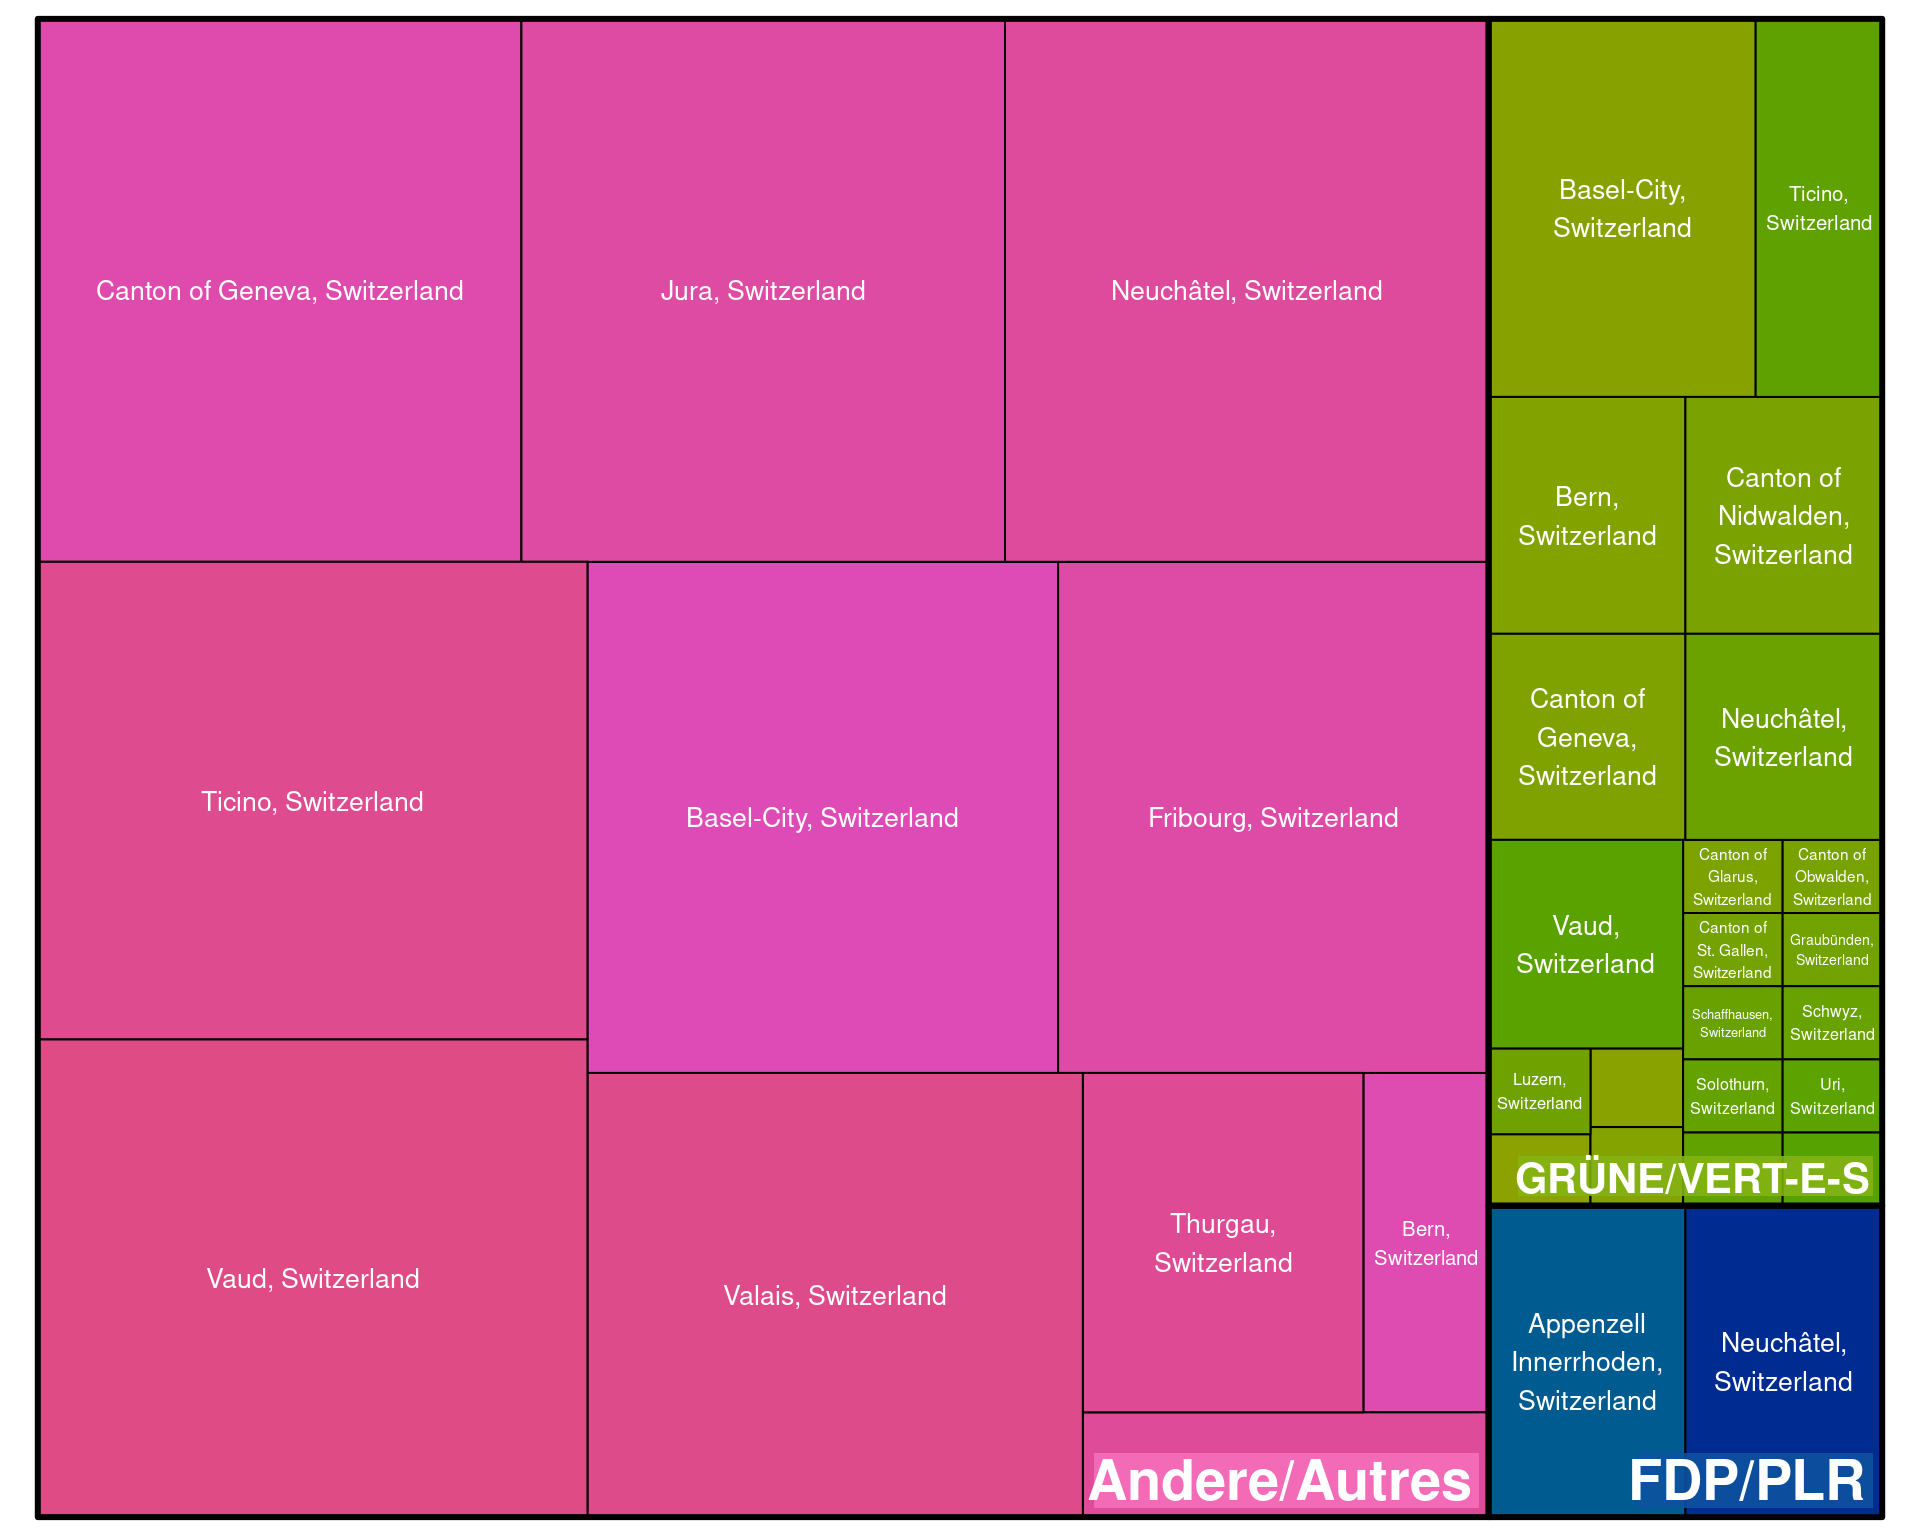 Canton of Geneva, Switzerland
Jura, Switzerland
Neuchâtel, Switzerland
Ticino, Switzerland
Basel-City, Switzerland
Fribourg, Switzerland
Vaud, Switzerland
Valais, Switzerland
Thurgau,
Switzerland
Bern,
Switzerland
Andere/Autres
Basel-City,
Switzerland
Ticino,
Switzerland
Bern,
Switzerland
Canton of
Nidwalden,
Switzerland
Canton of
Geneva,
Switzerland
Neuchâtel,
Switzerland
Vaud,
Switzerland
Canton of
Glarus,
Switzerland
Canton of
Obwalden,
Switzerland
Canton of
St. Gallen,
Switzerland
Graubünden,
Switzerland
Schaffhausen,
Switzerland
Schwyz,
Switzerland
Luzern,
Switzerland
Solothurn,
Switzerland
Uri,
Switzerland
GRÜNE/VERT-E-S
Appenzell
Innerrhoden,
Switzerland
Neuchâtel,
Switzerland
FDP/PLR